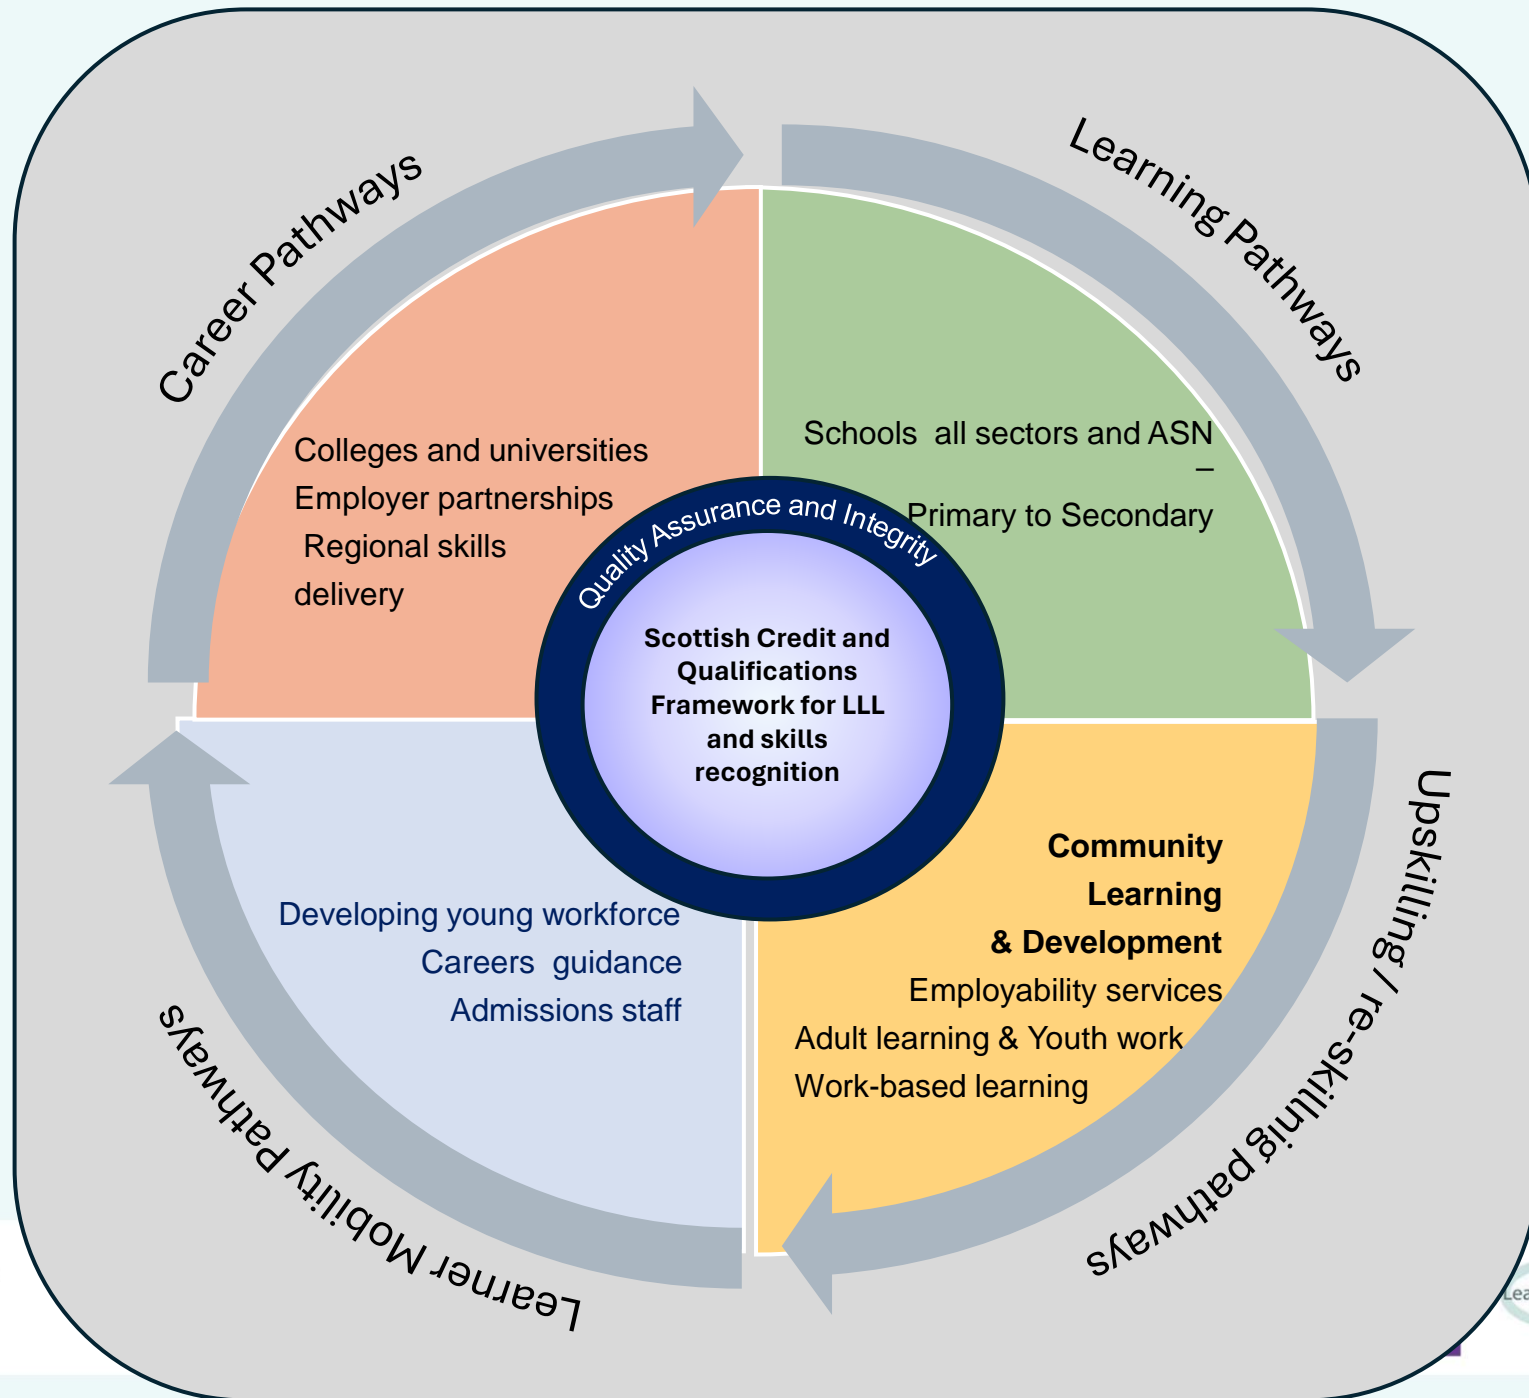 Career Pathways
Learning Pathways
Colleges and universities
Employer partnerships
Regional skills
delivery
Schools  all sectors and ASN
–
Primary to Secondary
Quality Assurance and Integrity
Scottish Credit and
Qualifications
Framework for LLL
and skills
recognition
Developing young workforce
Careers  guidance
Admissions staff
Community
Learning
& Development
Employability services
Adult learning & Youth work
Work-based learning
Upskilling / re-skillnig pathways
Learner Mobility Pathways